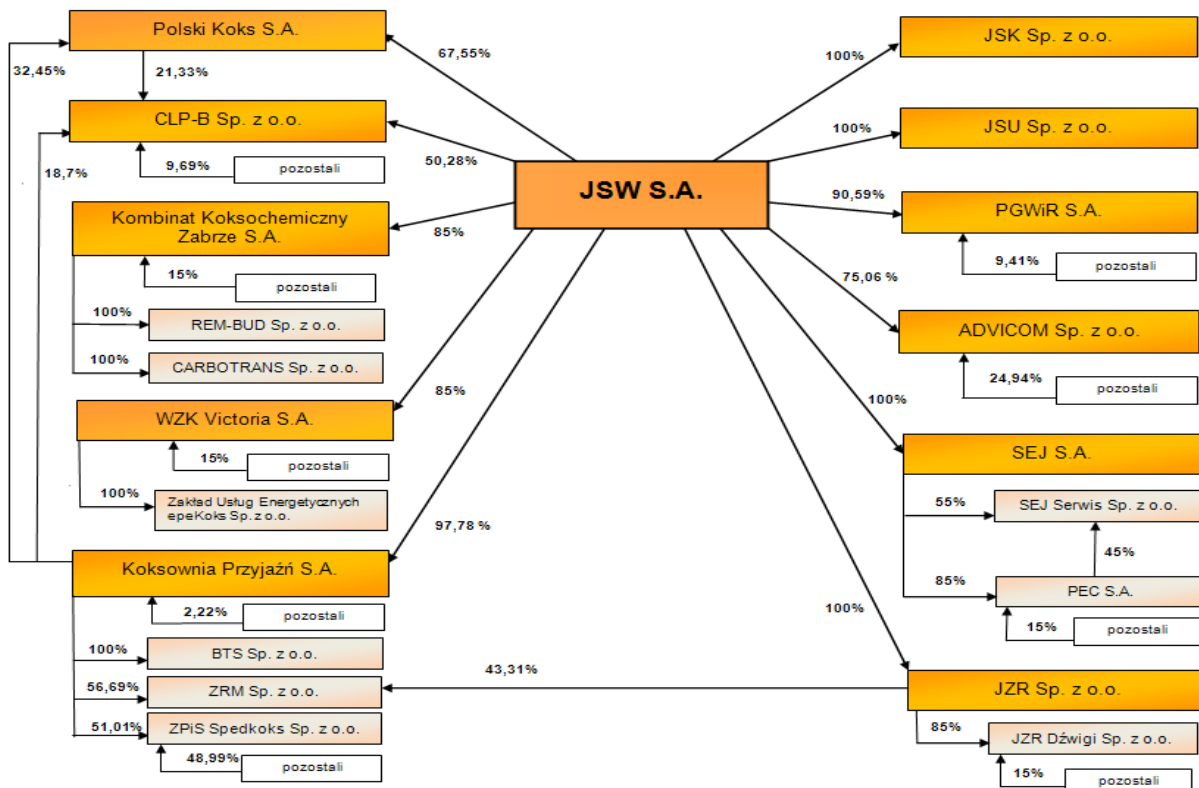 Polski Koks S.A.
32,45%
21,33%
CLP-B Sp. z o.o.
9,69%
pozostali
18,7%
67,55%
50,28%
Kombinat Koksochemiczny
Zabrze S.A.
85%
15%
pozostali
100%
REM-BUD Sp. z o.o.
100%
CARBOTRANS Sp. z o.o.
WZK Victoria S.A.
85%
15%
pozostali
100%
Zakład Usług Energetycznych
epeKoks Sp. z o.o.
97,78 %
Koksownia Przyjaźń S.A.
2,22%
pozostali
100%
BTS Sp. z o.o.
56,69%
ZRM Sp. z o.o.
51,01%
ZPiS Spedkoks Sp. z o.o.
48,99%
pozostali
43,31%
JSW S.A.
100%
JSK Sp. z o.o.
100%
JSU Sp. z o.o.
90,59%
PGWiR S.A.
9,41%
pozostali
75,06 %
ADVICOM Sp. z o.o.
24,94%
pozostali
100%
SEJ S.A.
55%
SEJ Serwis Sp. z o.o.
45%
85%
PEC S.A.
15%
pozostali
100%
JZR Sp. z o.o.
85%
JZR Dźwigi Sp. z o.o.
15%
pozostali